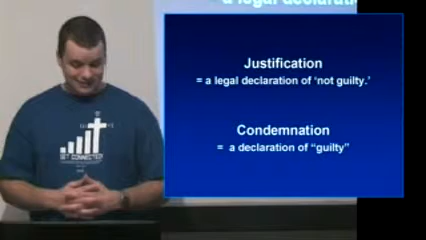 a legal declaration
Justification
= a legal declaration of 'not guilty.'
Condemnation
= a declaration of "guilty"
GET CONNECTED